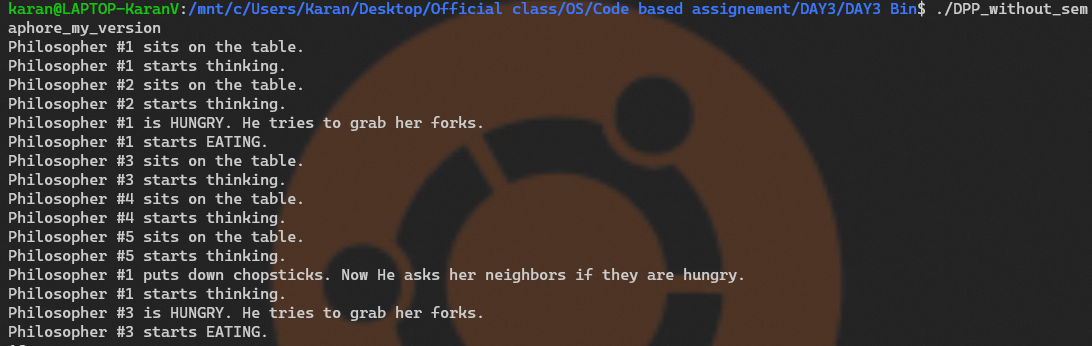 karan@LAPTOP-KaranV:/mnt/c/Users/Karan/Desktop/Official class/OS/Code based assignement/DAY3/DAY3 Bin$ ./DPP_without_sem
aphore_my_version
Philosopher #1 sits on the table.
Philosopher #1 starts thinking.
Philosopher #2 sits on the table.
Philosopher #2 starts thinking.
Philosopher #1 is HUNGRY. He tries to grab her forks.
Philosopher #1 starts EATING.
Philosopher #3 sits on the table.
Philosopher #3 starts thinking.
Philosopher #4 sits on the table.
Philosopher #4 starts thinking.
Philosopher #5 sits on the table.
Philosopher #5 starts thinking.
Philosopher #1 puts down chopsticks. Now He asks her neighbors if they are hungry.
Philosopher #1 starts thinking.
Philosopher #3 is HUNGRY. He tries to grab her forks.
Philosopher #3 starts EATING.